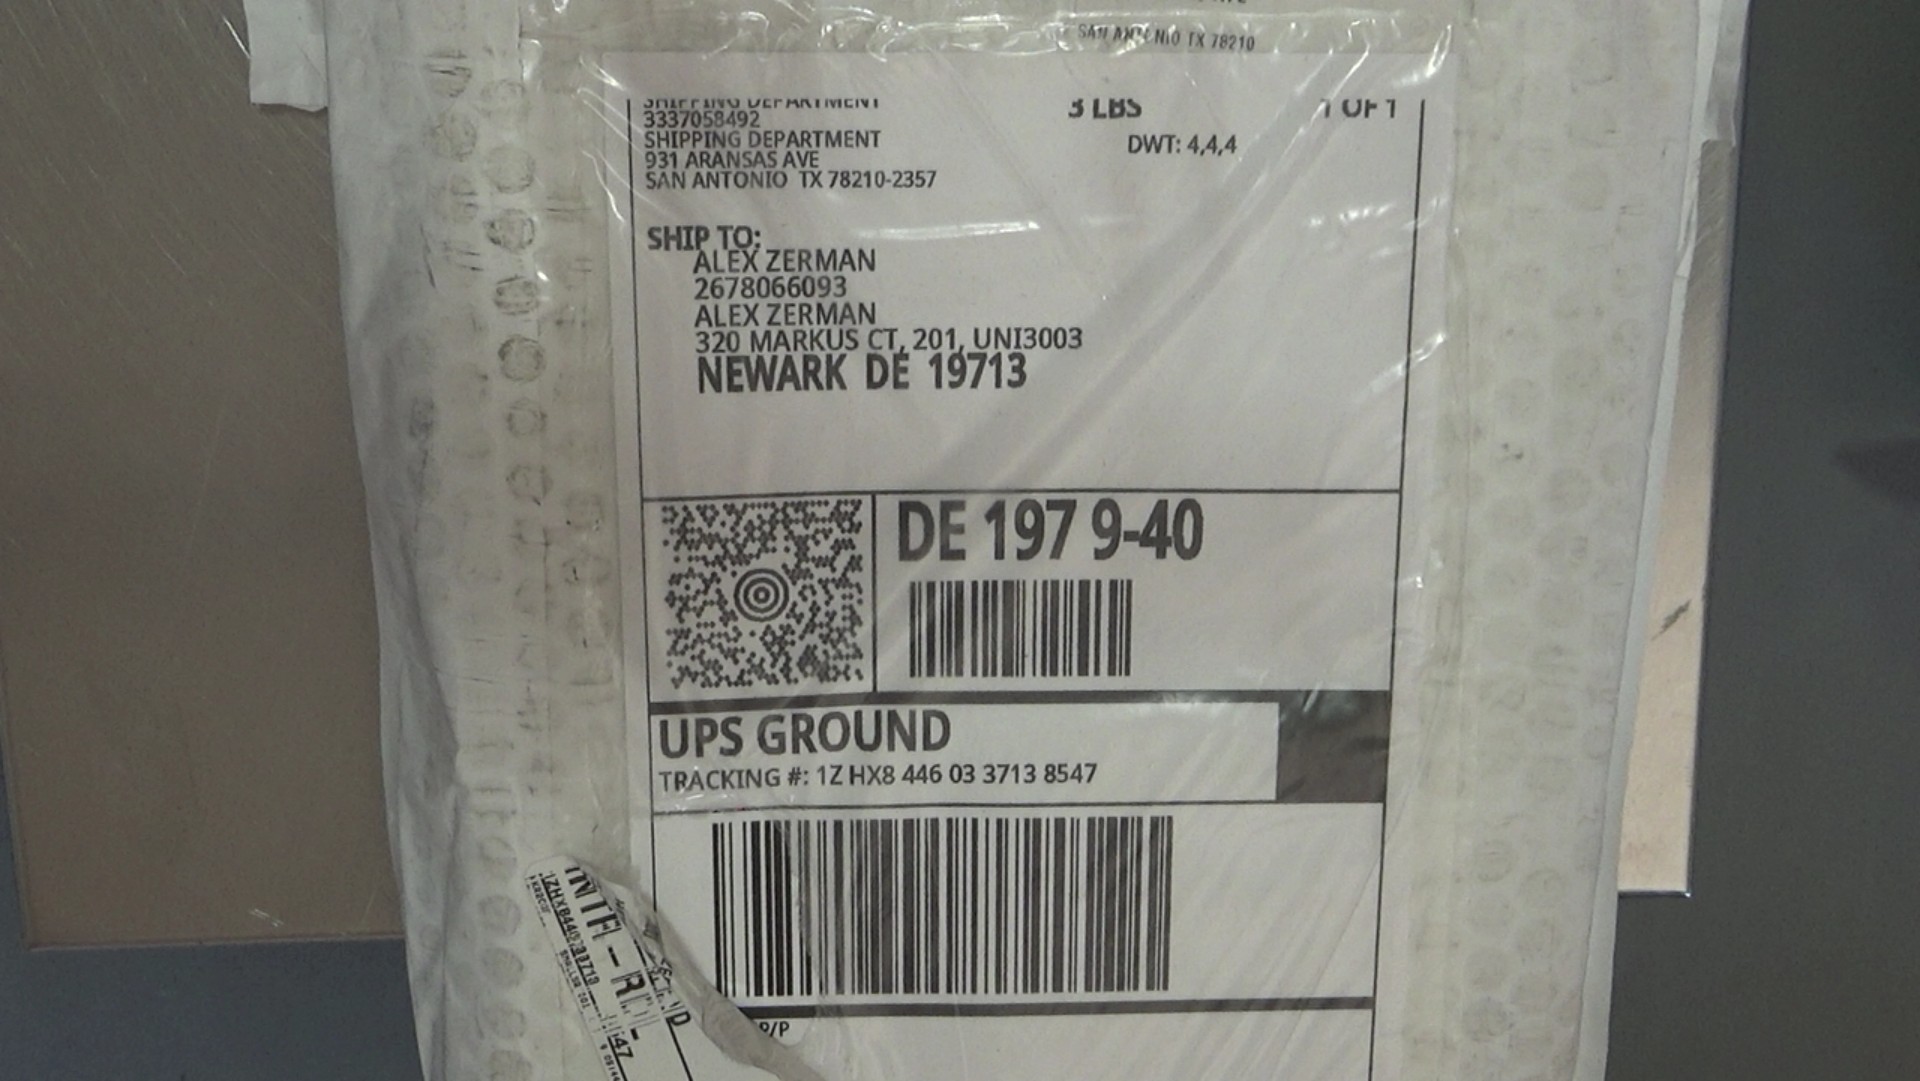 SAN ANTONIO TX 78210
SHIPPING DEPARTMENT
3337058492
SHIPPING DEPARTMENT
931 ARANSAS AVE
SAN ANTONIO TX 78210-2357
3 LBS
1 OF 1
DWT: 4,4,4
SHIP TO:
ALEX ZERMAN
2678066093
ALEX ZERMAN
320 MARKUS CT, 201, UNI3003
NEWARK DE 19713
DE 197 9-40
UPS GROUND
TRACKING #: 1Z HX8 446 03 3713 8547
P/P